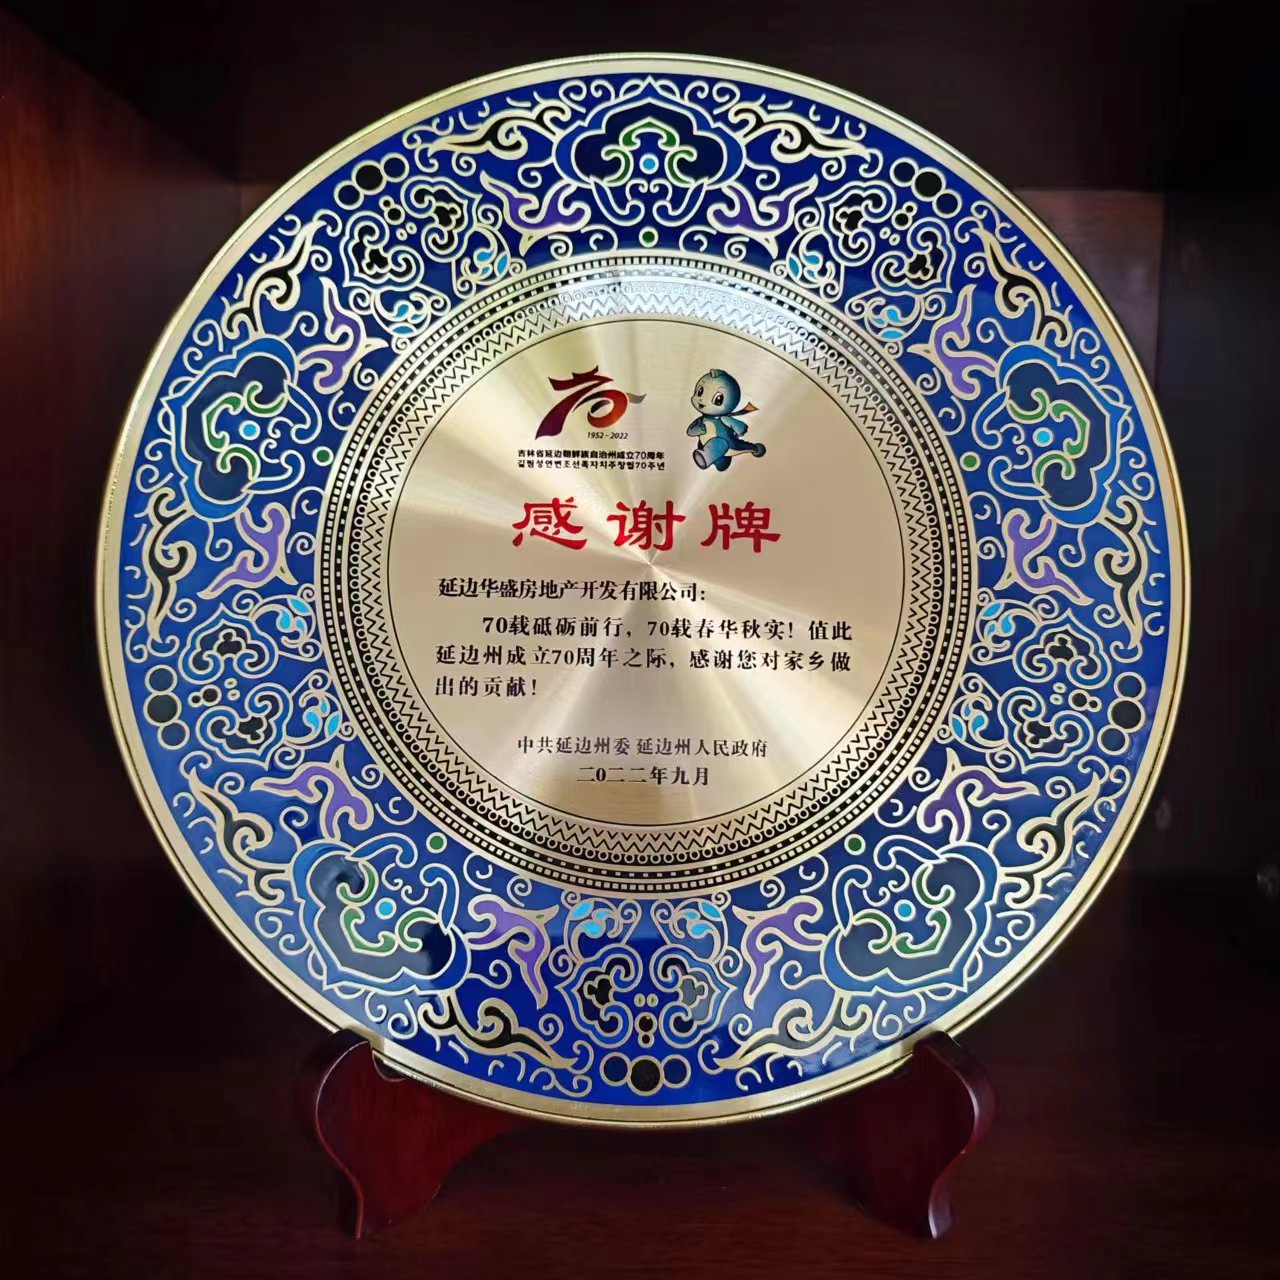 70
1952-2022
吉林省延边朝鲜族自治州成立70周年
길림성연변조선족자치주창립70주년
感谢牌
延边华盛房地产开发有限公司：
70载砥砺前行，70载春华秋实！值此
延边州成立70周年之际，感谢您对家乡做
出的贡献！
中共延边州委 延边州人民政府
二〇二二年九月